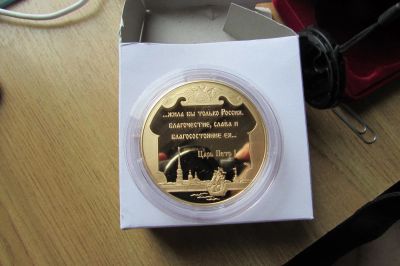 ...жила бы только Россия,
благочестие, слава и
благосостояние ея...
Царь Петр I